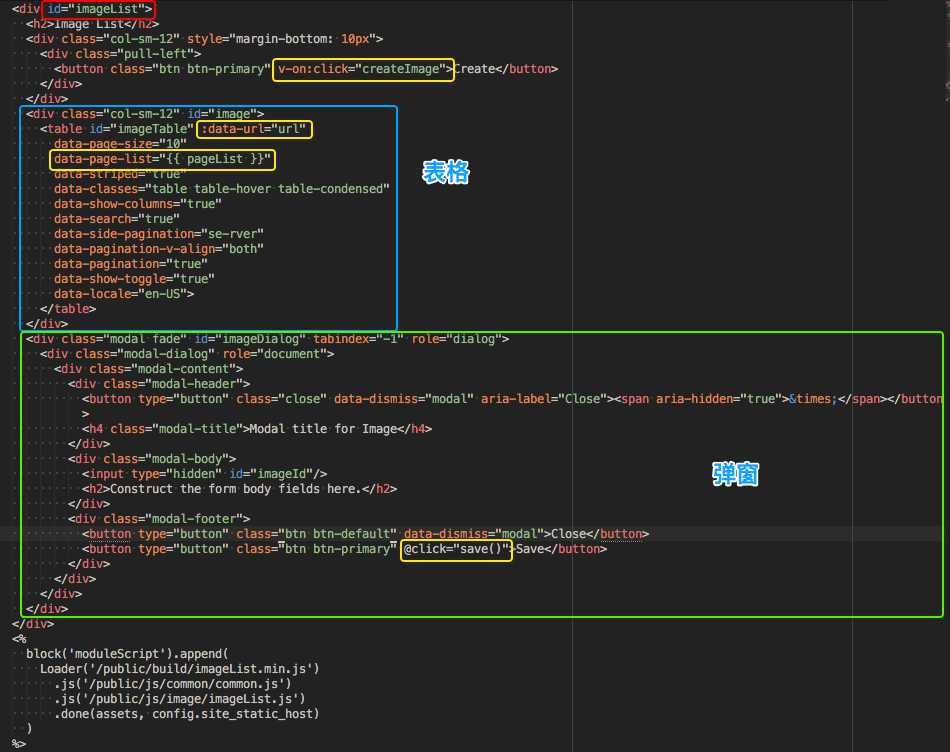 <div id="imageList">
<h2>Image List</h2>
<div class="col-sm-12" style="margin-bottom: 10px">
<div class="pull-left">
<button class="btn btn-primary" v-on:click="createImage">Create</button>
</div>
</div>
<div class="col-sm-12" id="image">
<table id="imageTable" :data-url="url"
data-page-size="10"
data-page-list="{{ pageList }}"
data-striped="true"
data-classes="table table-hover table-condensed"
data-show-columns="true"
data-search="true"
data-side-pagination="se-rver"
data-pagination-v-align="both"
data-pagination="true"
data-show-toggle="true"
data-locale="en-US">
</table>
</div>
表格
<div class="modal fade" id="imageDialog" tabindex="-1" role="dialog">
<div class="modal-dialog" role="document">
<div class="modal-content">
<div class="modal-header">
<button type="button" class="close" data-dismiss="modal" aria-label="Close"><span aria-hidden="true">&times;</span></button
>
<h4 class="modal-title">Modal title for Image</h4>
</div>
<div class="modal-body">
<input type="hidden" id="imageId"/>
<h2>Construct the form body fields here.</h2>
</div>
<div class="modal-footer">
<button type="button" class="btn btn-default" data-dismiss="modal">Close</button>
<button type="button" class="btn btn-primary" @click="save()">Save</button>
</div>
</div>
</div>
</div>
弹窗
</div>
<%
block('moduleScript').append(
Loader('/public/build/imageList.min.js')
.js('/public/js/common/common.js')
.js('/public/js/image/imageList.js')
.done(assets, config.site_static_host)
)
%>